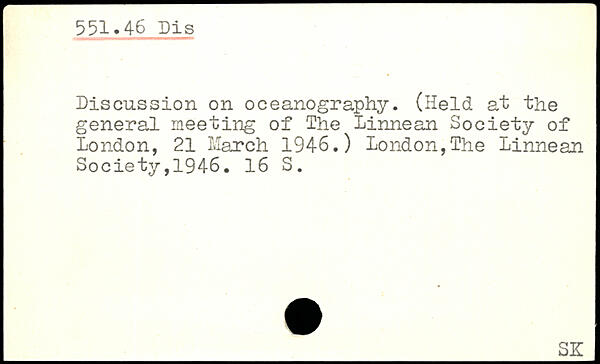 551.46 Dis
Discussion on oceanography. (Held at the
general meeting of The Linnean Society of
London, 21 March 1946.) London,The Linnean
Society,1946. 16 S.
SK